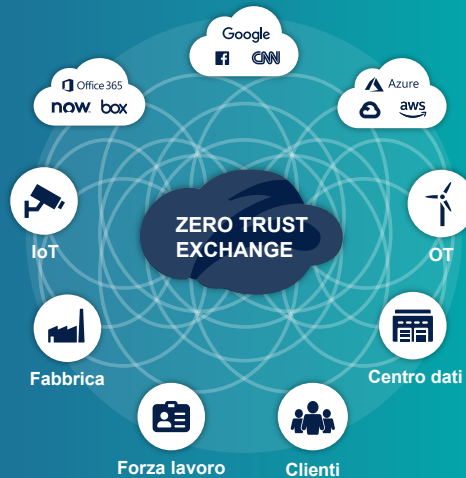 Google
CNN
Office 365
now box
Azure
aws
ZERO TRUST
EXCHANGE
IoT
OT
Fabbrica
Centro dati
Forza lavoro
Clienti